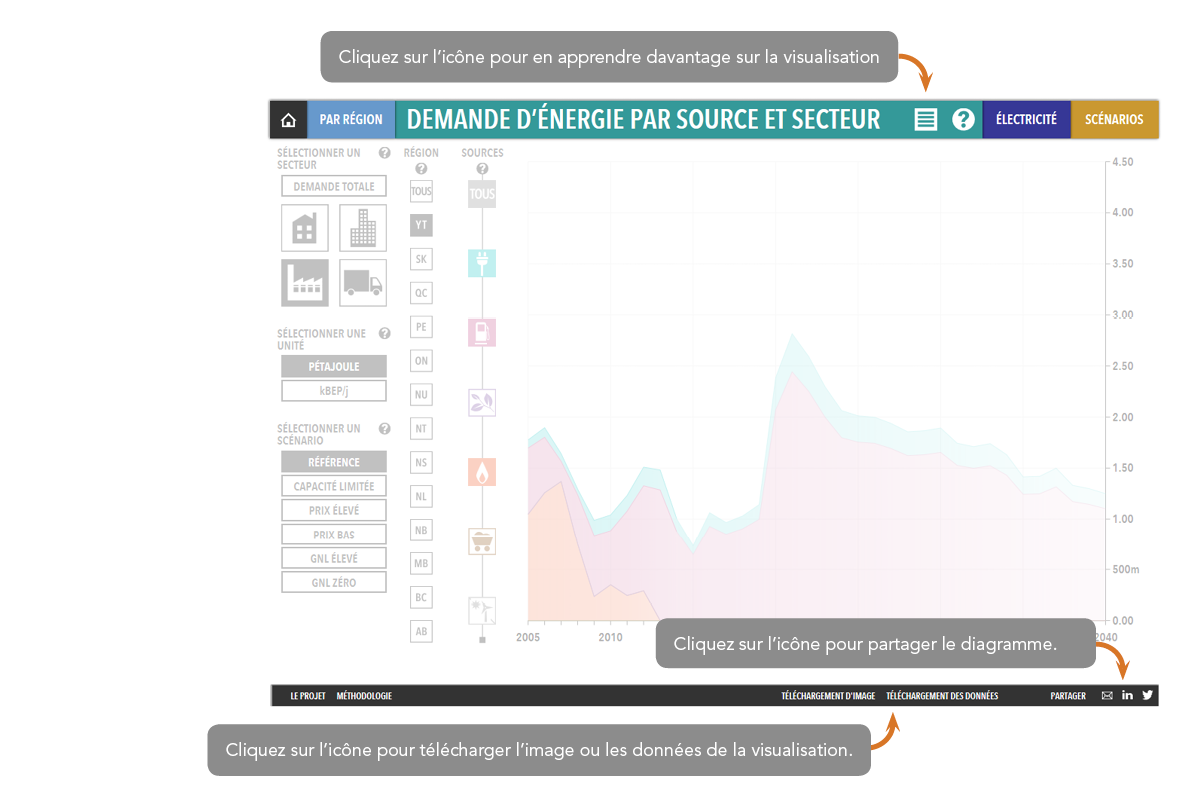 Cliquez sur l'icône pour en apprendre davantage sur la visualisation
PAR RÉGION
DEMANDE D'ÉNERGIE PAR SOURCE ET SECTEUR
?
ÉLECTRICITÉ
SCÉNARIOS
SÉLECTIONNER UN
SECTEUR
?
DEMANDE TOTALE
SÉLECTIONNER UNE
UNITÉ
?
PÉTAJOULE
kBEP/j
SÉLECTIONNER UN
SCÉNARIO
?
RÉFÉRENCE
CAPACITÉ LIMITÉE
PRIX ÉLEVÉ
PRIX BAS
GNL ÉLEVÉ
GNL ZÉRO
RÉGION
?
TOUS
YT
SK
QC
PE
ON
NU
NT
NS
NL
NB
MB
BC
AB
SOURCES
?
TOUS
4.50
4.00
3.50
3.00
2.50
2.00
1.50
1.00
500m
0.00
2005
2010
2040
Cliquez sur l'icône pour partager le diagramme.
LE PROJET
MÉTHODOLOGIE
TÉLÉCHARGEMENT D'IMAGE
TÉLÉCHARGEMENT DES DONNÉES
PARTAGER
in
Cliquez sur l'icône pour télécharger l'image ou les données de la visualisation.